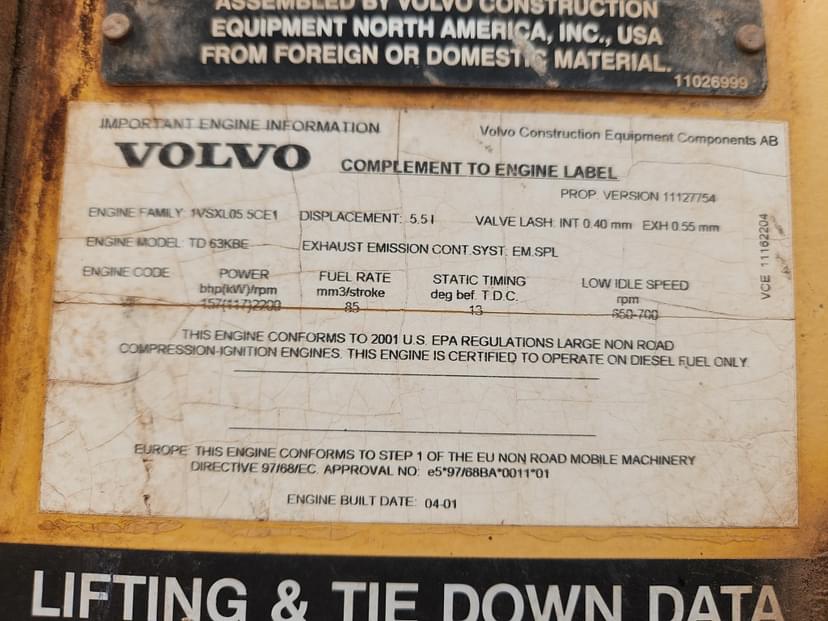 ASSEMBLED BY VOLVO CONSTRUCTION
EQUIPMENT NORTH AMERICA, INC., USA
FROM FOREIGN OR DOMESTIC MATERIAL.
11026999
IMPORTANT ENGINE INFORMATION
Volvo Construction Equipment Components AB
VOLVO
COMPLEMENT TO ENGINE LABEL
PROP. VERSION 11127754
ENGINE FAMILY: 1VSXL05.5CE1 DISPLACEMENT: 5.5 l VALVE LASH: INT 0.40 mm EXH 0.55 mm
ENGINE MODEL: TD 63KBE EXHAUST EMISSION CONT.SYST. EM.SPL
ENGINE CODE POWER FUEL RATE STATIC TIMING LOW IDLE SPEED
bhp(kW)/rpm mm3/stroke deg bef. T.D.C. rpm
157(117)2200 85 13 650-700
VCE 11162204
THIS ENGINE CONFORMS TO 2001 U.S. EPA REGULATIONS LARGE NON ROAD
COMPRESSION-IGNITION ENGINES. THIS ENGINE IS CERTIFIED TO OPERATE ON DIESEL FUEL ONLY.
EUROPE: THIS ENGINE CONFORMS TO STEP 1 OF THE EU NON ROAD MOBILE MACHINERY
DIRECTIVE 97/68/EC. APPROVAL NO: e5*97/68BA*0011*01
ENGINE BUILT DATE: 04-01
LIFTING & TIE DOWN DATA